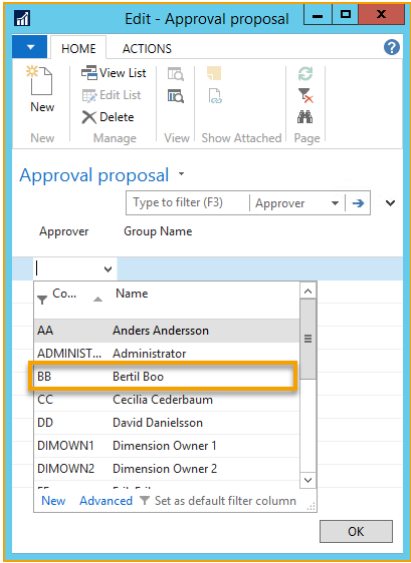 Edit - Approval proposal
HOME ACTIONS
New
View List
Edit List
Delete
New Manage View Show Attached Page
Approval proposal
Type to filter (F3) Approver
Approver Group Name
Co... Name
AA Anders Andersson
ADMINIST... Administrator
BB Bertil Boo
CC Cecilia Cederbaum
DD David Danielsson
DIMOWN1 Dimension Owner 1
DIMOWN2 Dimension Owner 2
New Advanced Set as default filter column
OK